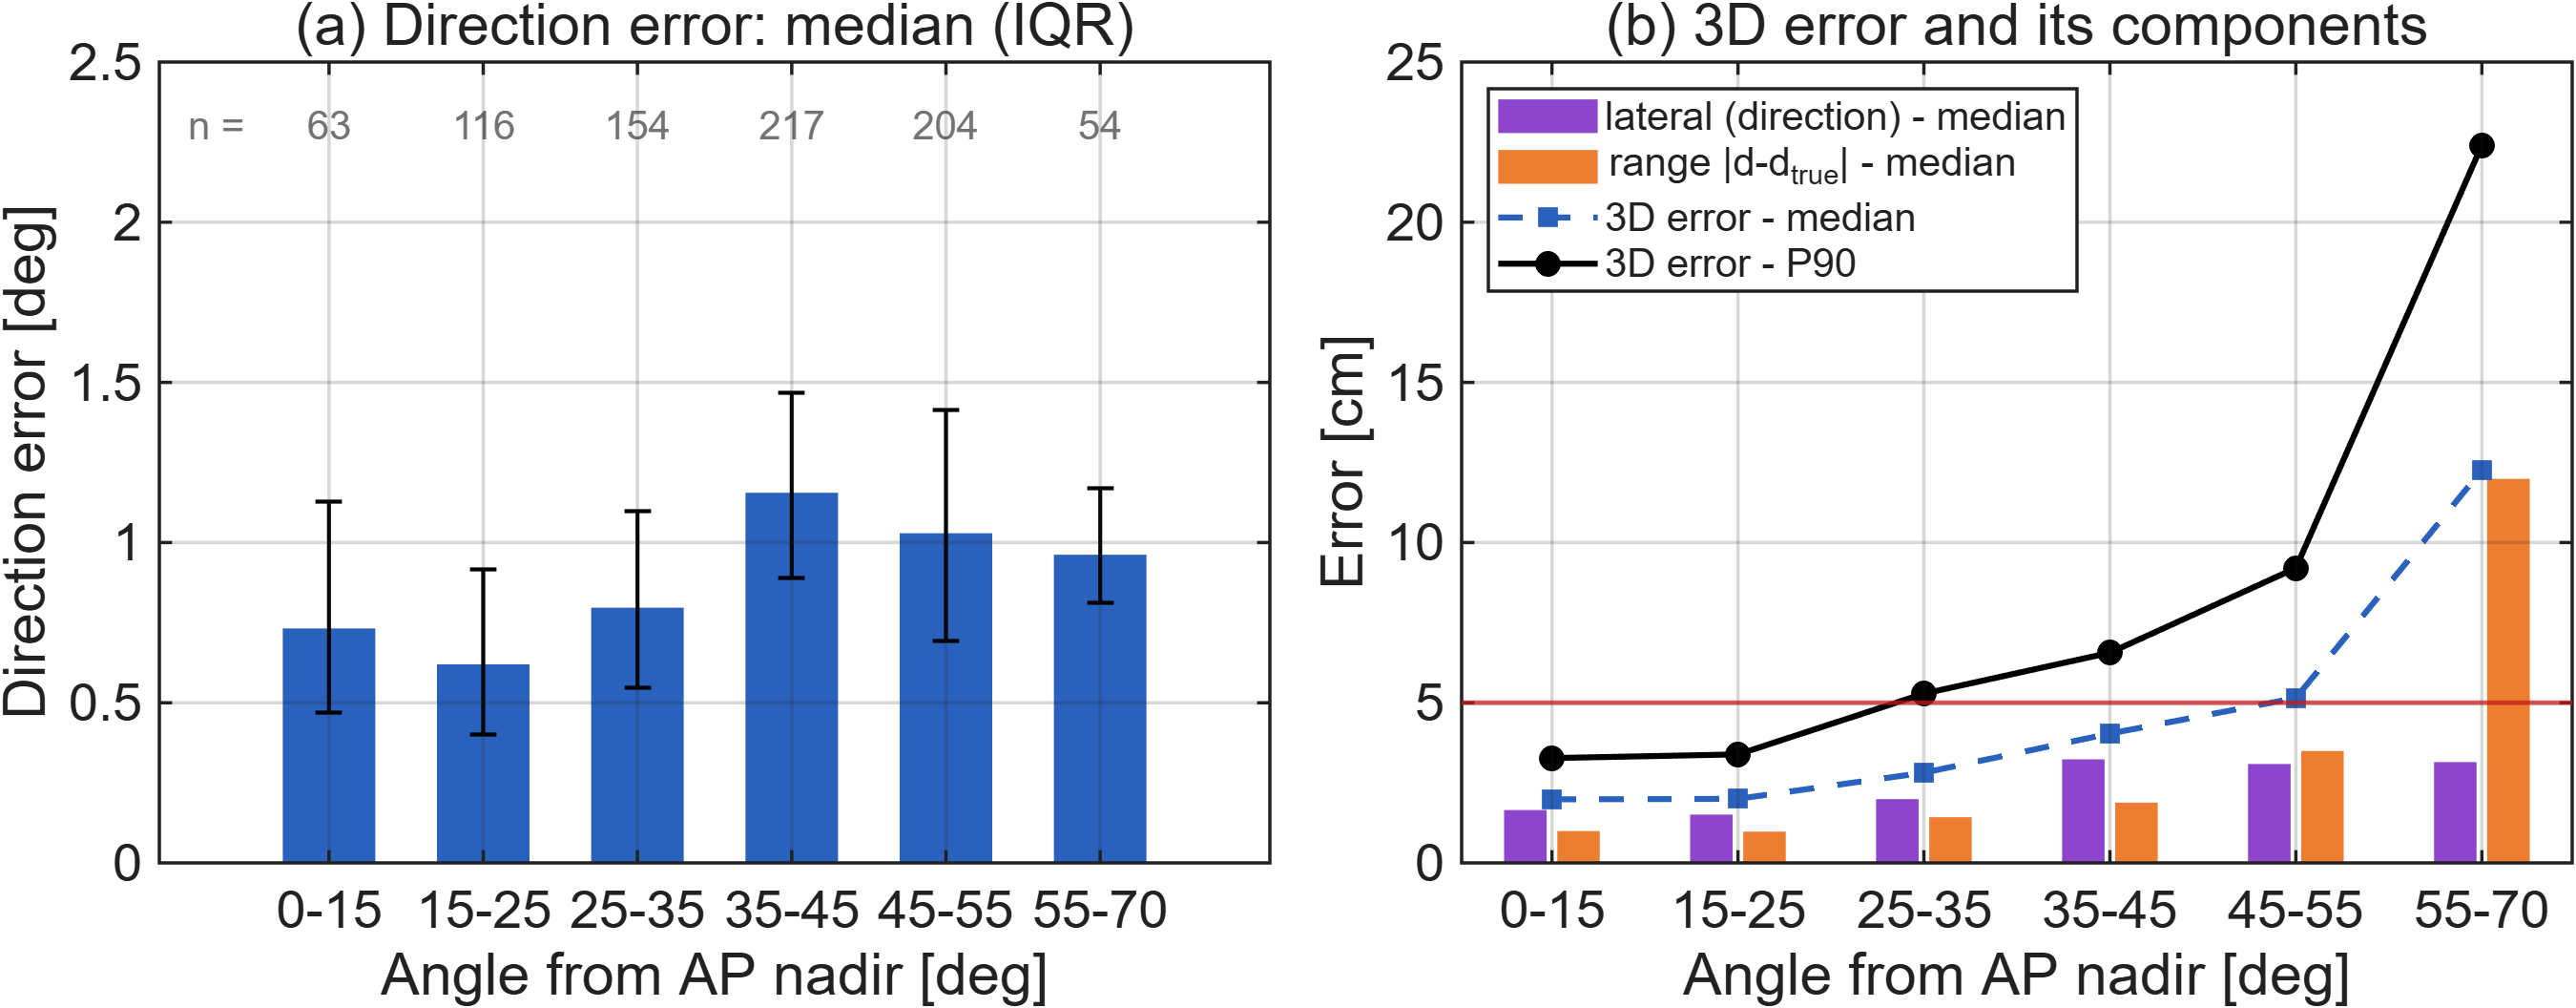 (a) Direction error: median (IQR)
2.5
2
1.5
1
0.5
0
Direction error [deg]
n = 63 116 154 217 204 54
0-15 15-25 25-35 35-45 45-55 55-70
Angle from AP nadir [deg]
(b) 3D error and its components
25
20
15
10
5
0
Error [cm]
lateral (direction) - median
range |d-dtrue| - median
3D error - median
3D error - P90
0-15 15-25 25-35 35-45 45-55 55-70
Angle from AP nadir [deg]